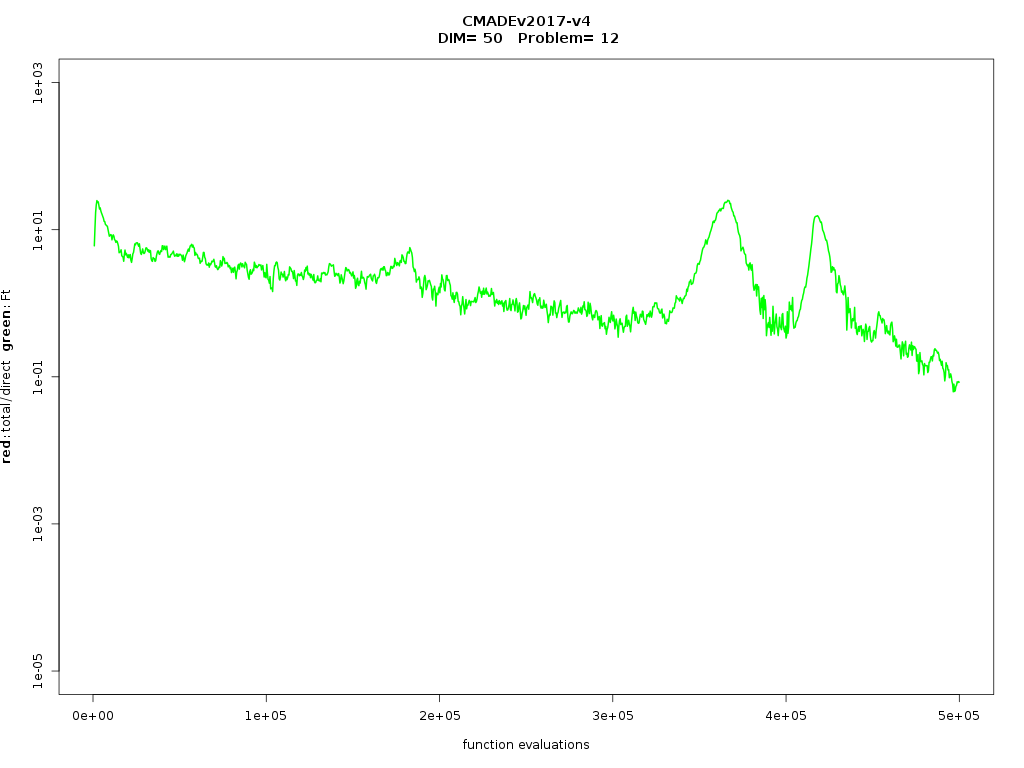 CMADEv2017-v4
DIM= 50 Problem= 12
1e+03
1e+01
1e-01
1e-03
1e-05
red:total/direct green:Ft
0e+00 1e+05 2e+05 3e+05 4e+05 5e+05
function evaluations